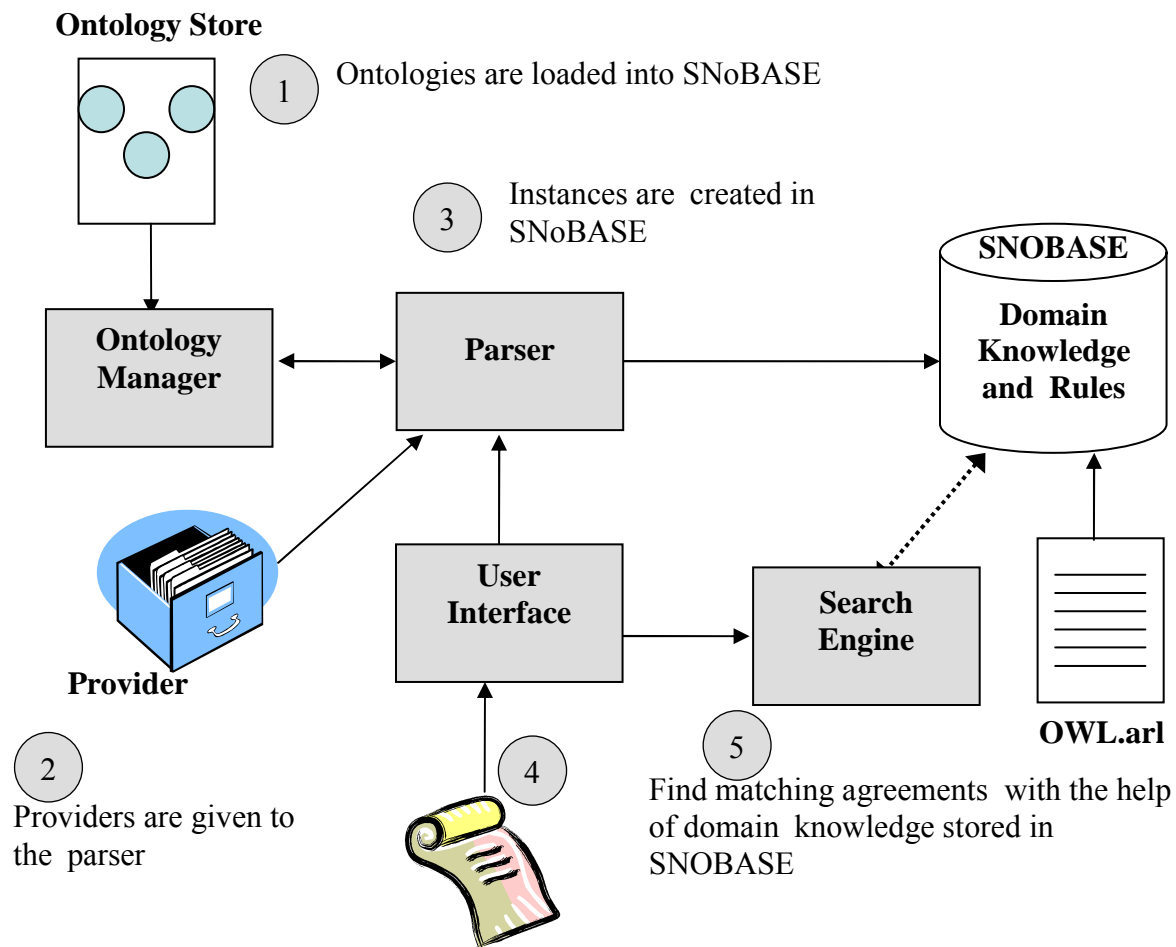 Ontology Store
1
Ontologies are loaded into SNoBASE
3
Instances are created in
SNoBASE
SNOBASE
Domain
Knowledge
and Rules
Ontology
Manager
Parser
User
Interface
Search
Engine
Provider
OWL.arl
2
Providers are given to
the parser
4
5
Find matching agreements with the help
of domain knowledge stored in
SNOBASE